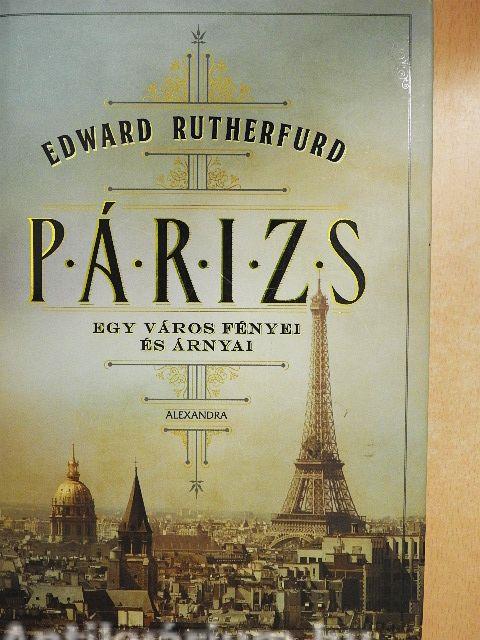 EDWARD RUTHERFURD
P·Á·R·I·Z·S
EGY VÁROS FÉNYEI
ÉS ÁRNYAI
ALEXANDRA